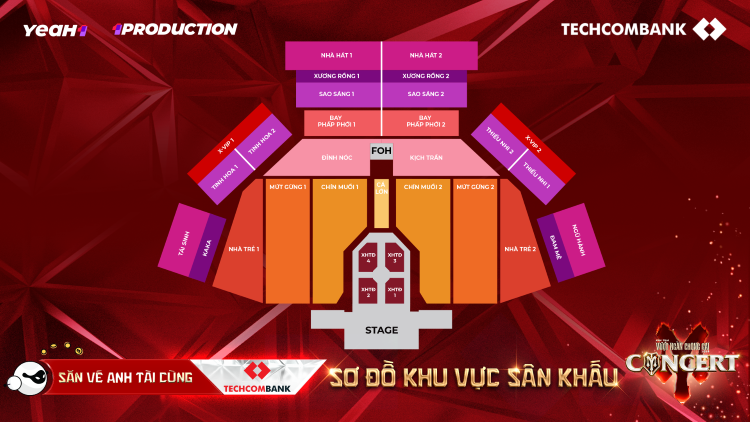 YEAH1
1PRODUCTION
TECHCOMBANK
NHÀ HÁT 1
NHÀ HÁT 2
XƯƠNG RỒNG 1
XƯƠNG RỒNG 2
SAO SÁNG 1
SAO SÁNG 2
BAY
PHẤP PHỚI 1
BAY
PHẤP PHỚI 2
X-VIP 1
TINH HOA 2
TINH HOA 1
THIẾU NHI 2
X-VIP 2
THIẾU NHI 1
FOH
ĐỈNH NÓC
KỊCH TRẦN
MỨT GỪNG 1
CHÍN MUỒI 1
CÁ
LỚN
CHÍN MUỒI 2
MỨT GỪNG 2
TÁI SINH
KAKA
NHÀ TRẺ 1
NHÀ TRẺ 2
ĐAM MÊ
NGŨ HÀNH
XHTĐ
4
XHTĐ
3
XHTĐ
2
XHTĐ
1
STAGE
SĂN VÉ ANH TÀI CÙNG
TECHCOMBANK
SƠ ĐỒ KHU VỰC SÂN KHẤU
VƯỢT NGÀN CHÔNG GAI
CONCERT